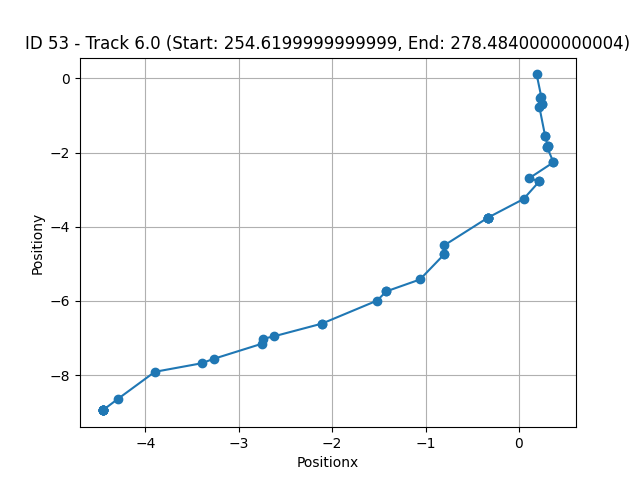 ID 53 - Track 6.0 (Start: 254.6199999999999, End: 278.4840000000004)
0
−2
−4
−6
−8
Positiony
−4 −3 −2 −1 0
Positionx